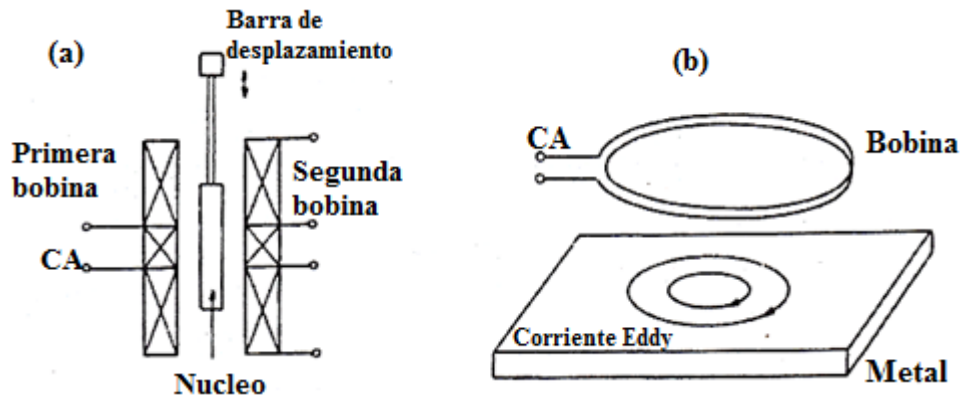 (a)
Barra de
desplazamiento
Primera
bobina
CA
Segunda
bobina
Nucleo
(b)
CA
Bobina
Corriente Eddy
Metal